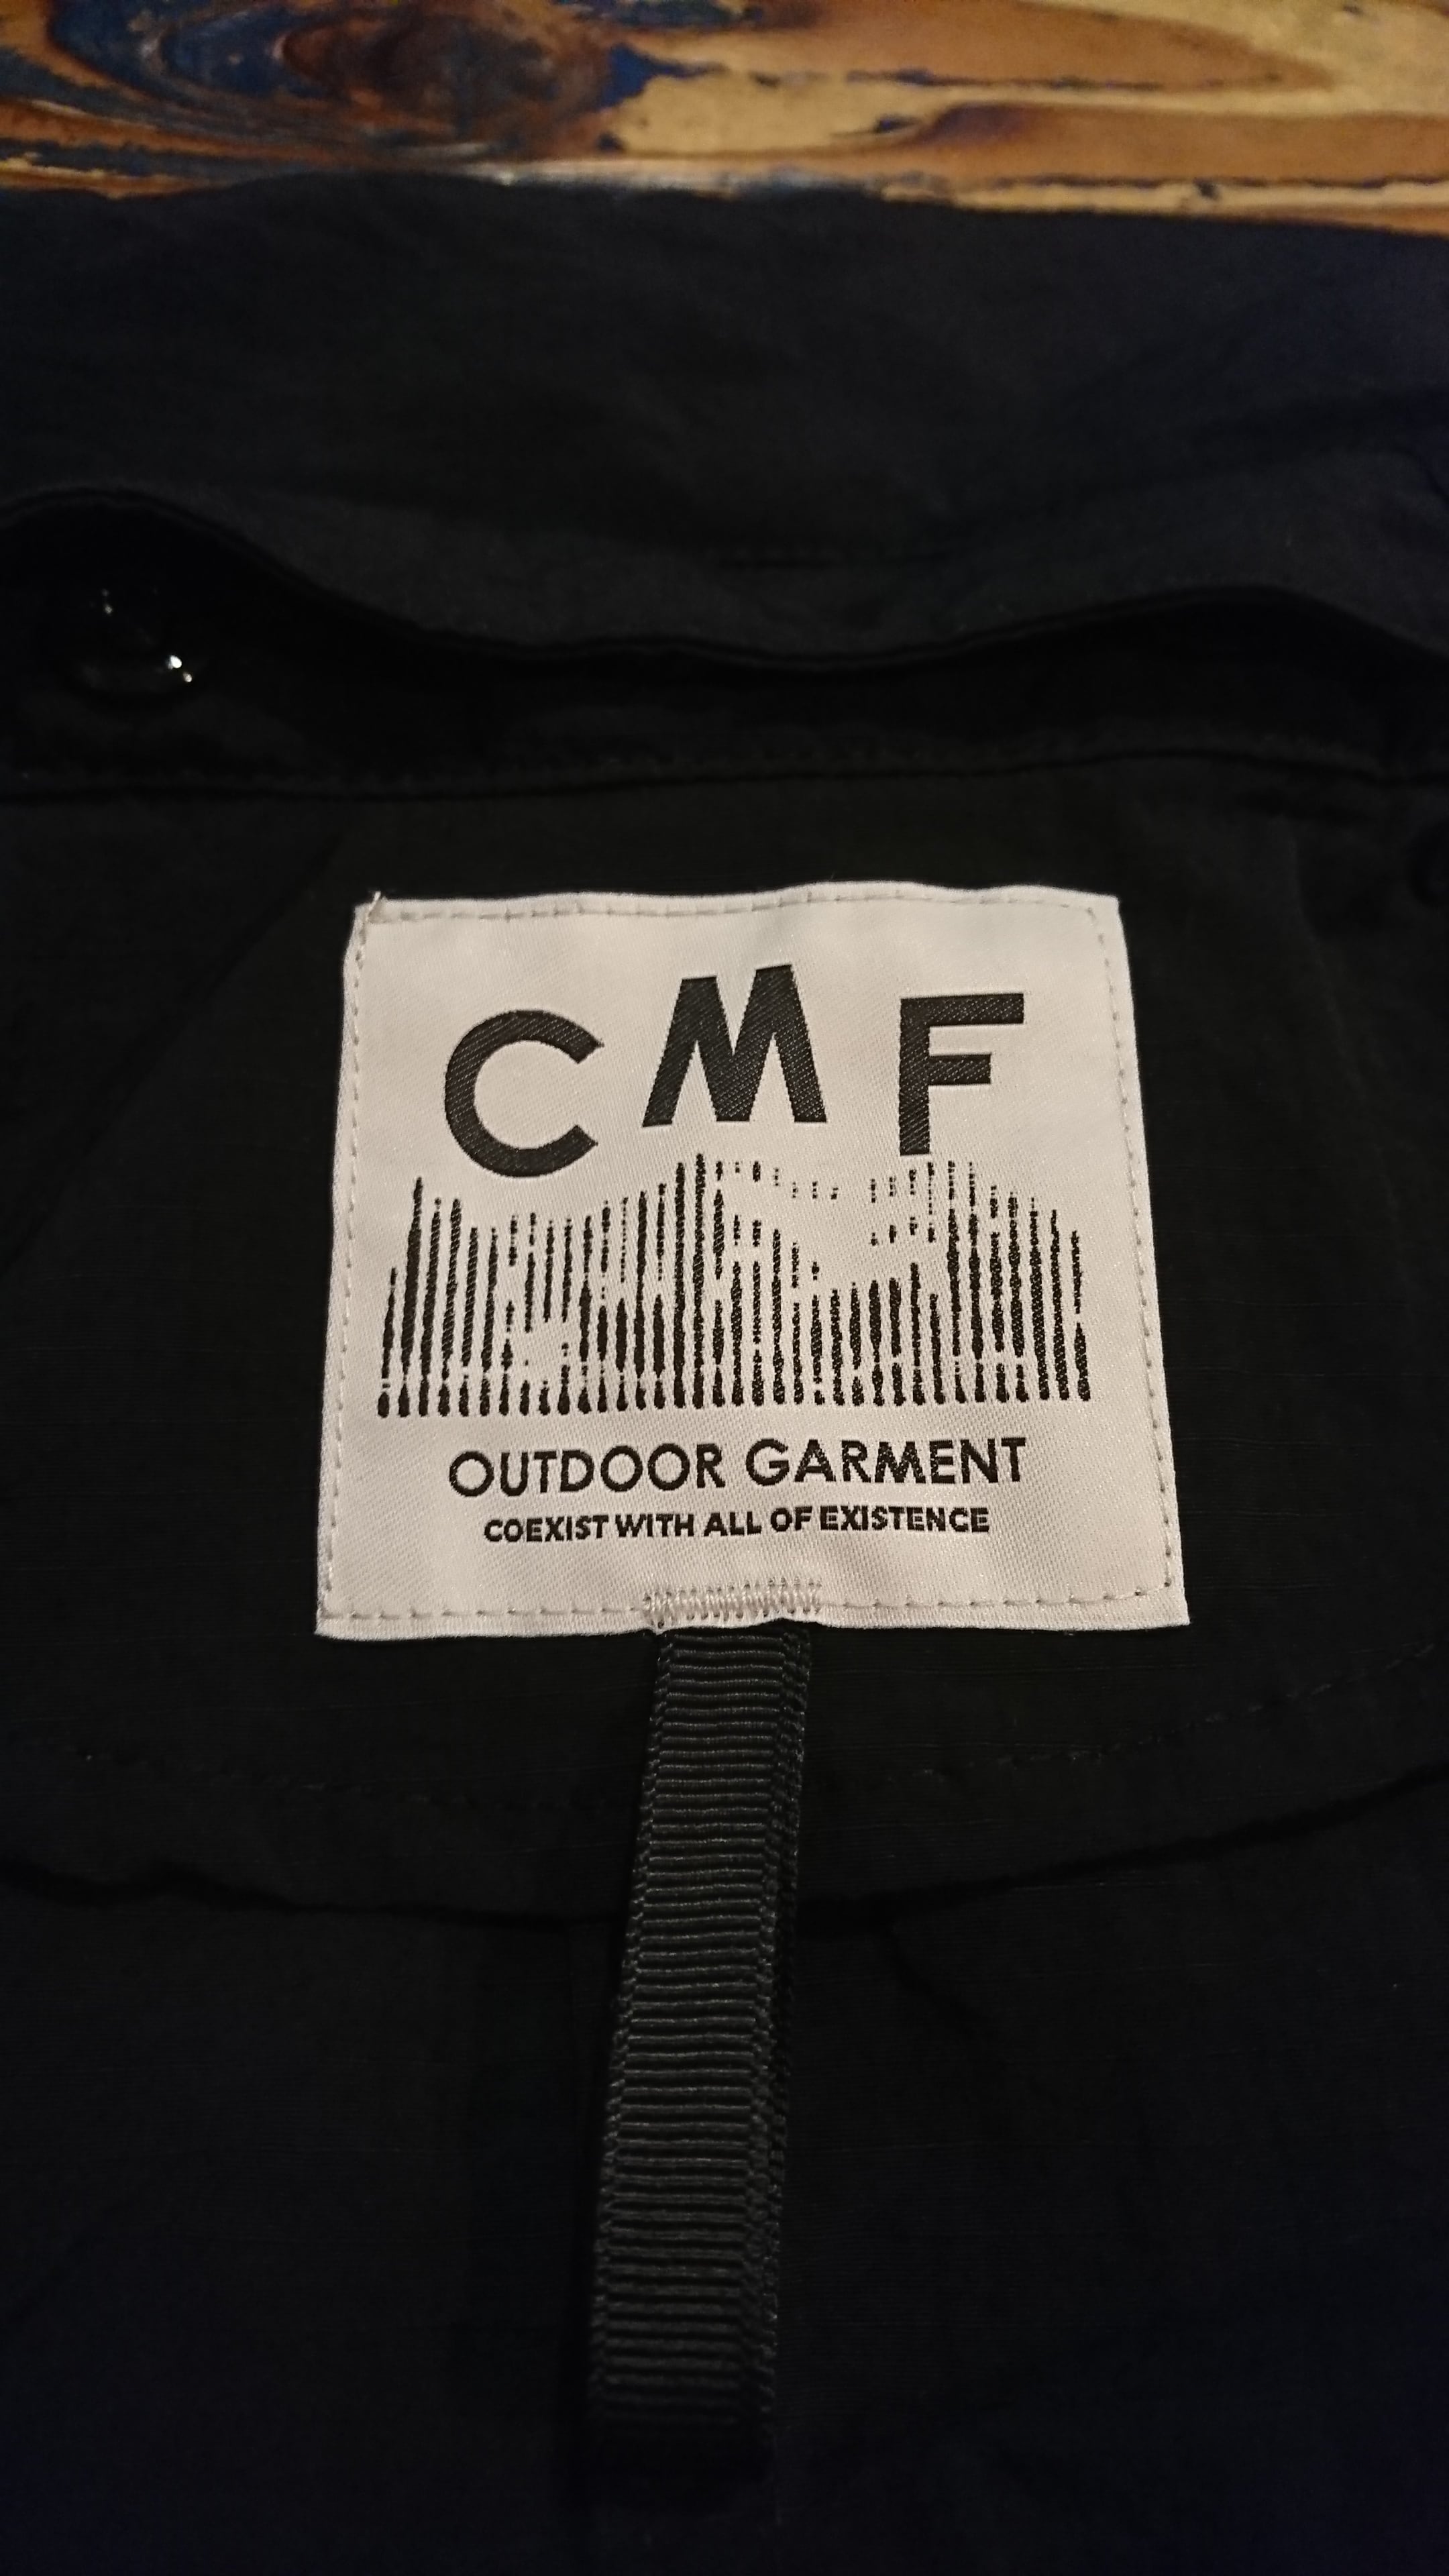 CMF
OUTDOOR GARMENT
COEXIST WITH ALL OF EXISTENCE